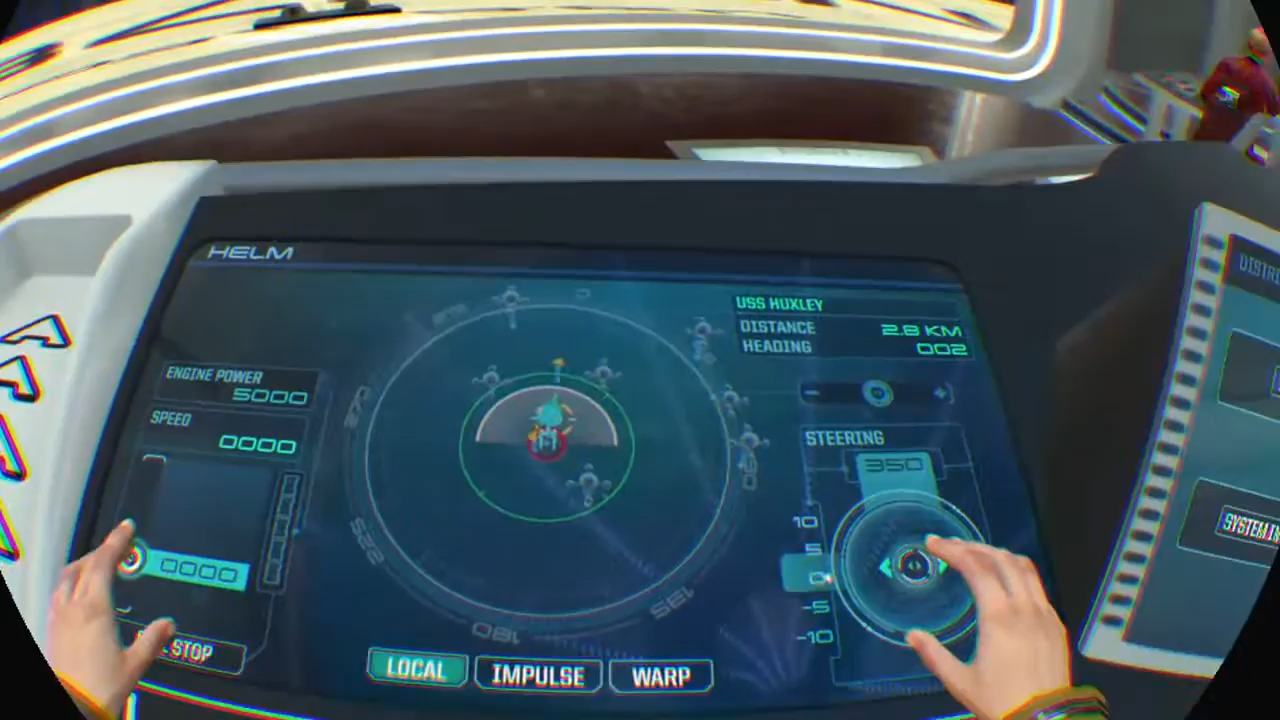 HELM
USS HUXLEY
DISTANCE 2.8 KM
HEADING 002
ENGINE POWER
5000
SPEED
0000
STEERING
350
10
5
0
-5
-10
0000
STOP
180
LOCAL IMPULSE WARP